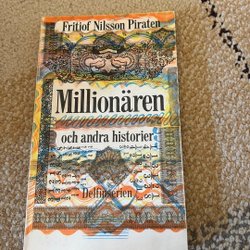 Fritiof Nilsson Piraten
Millionären
och andra historier
Delfinserien